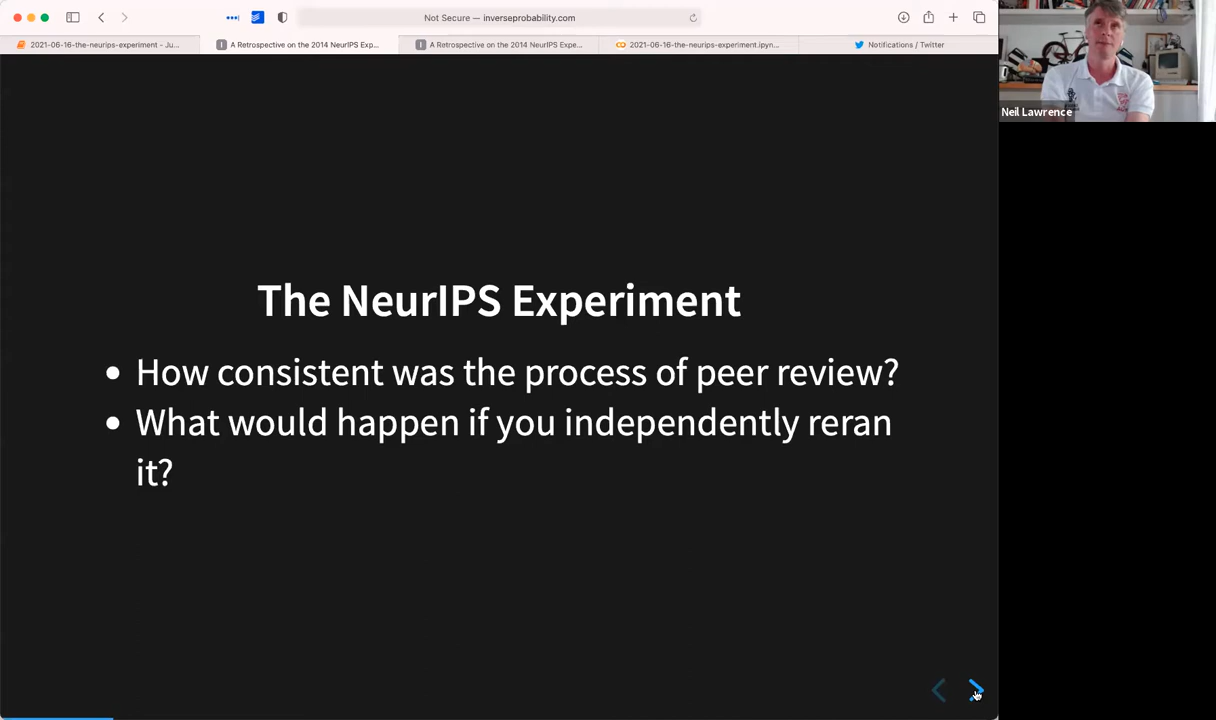 Not Secure — inverseprobability.com
2021-06-16-the-neurips-experiment - Ju...
A Retrospective on the 2014 NeurIPS Exp...
A Retrospective on the 2014 NeurIPS Expe...
2021-06-16-the-neurips-experiment.ipyn...
Notifications / Twitter
Neil Lawrence
The NeurIPS Experiment
• How consistent was the process of peer review?
• What would happen if you independently reran
it?